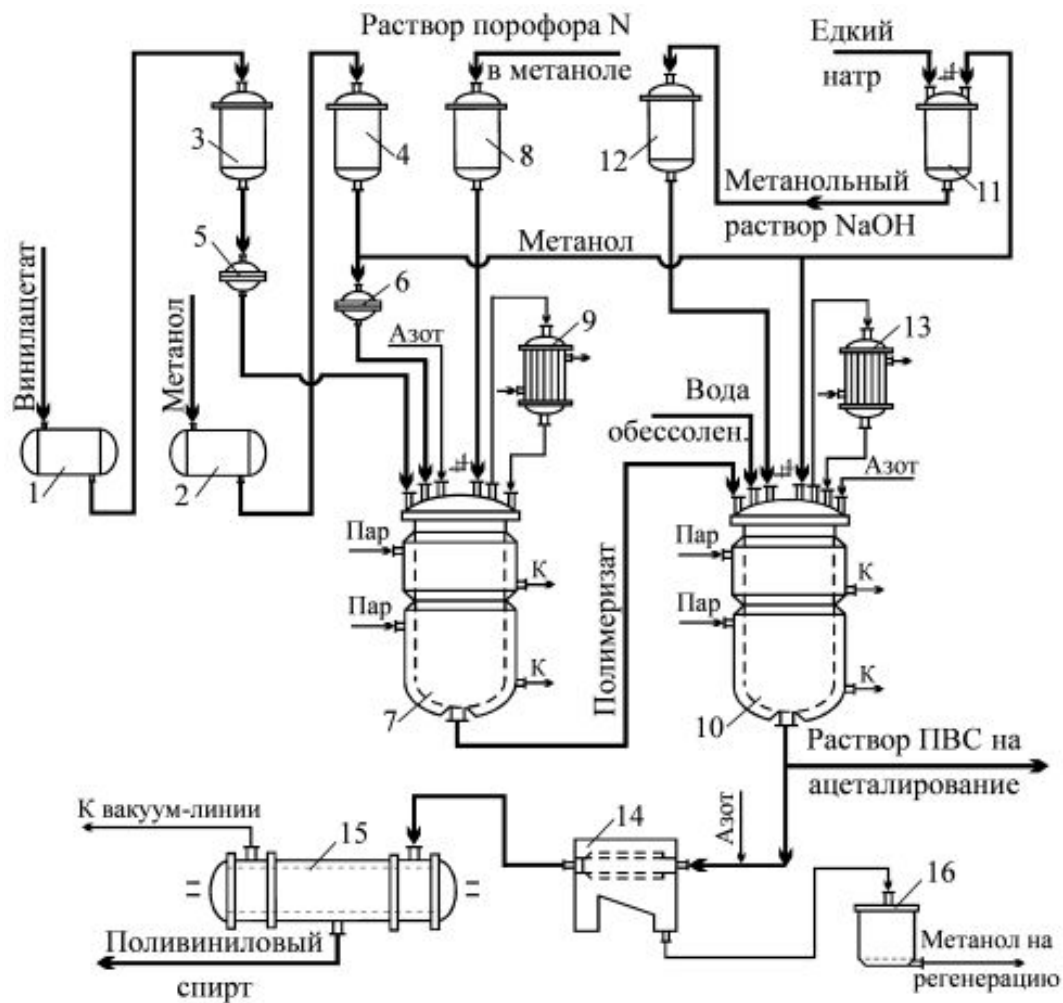 Раствор порофора N
в метаноле
Едкий
натр
3
4
8
12
11
Метанольный
раствор NaOH
Метанол
5
6
Винилацетат
Метанол
Азот
9
13
Вода
обессолен.
Азот
1
2
Пар
К
Пар
К
7
Полимеризат
Пар
К
Пар
К
10
Раствор ПВС на
ацеталирование
К вакуум-линии
15
Азот
14
16
Поливиниловый
спирт
Метанол на
регенерацию